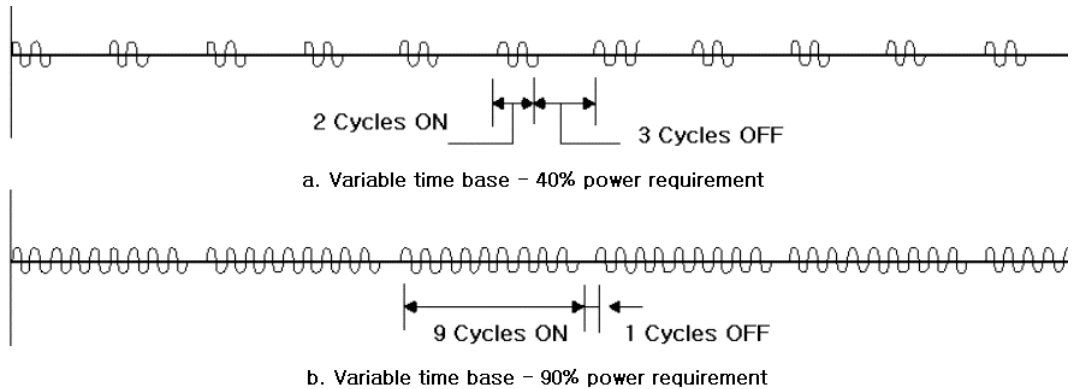 2 Cycles ON
3 Cycles OFF
a. Variable time base - 40% power requirement
9 Cycles ON
1 Cycles OFF
b. Variable time base - 90% power requirement